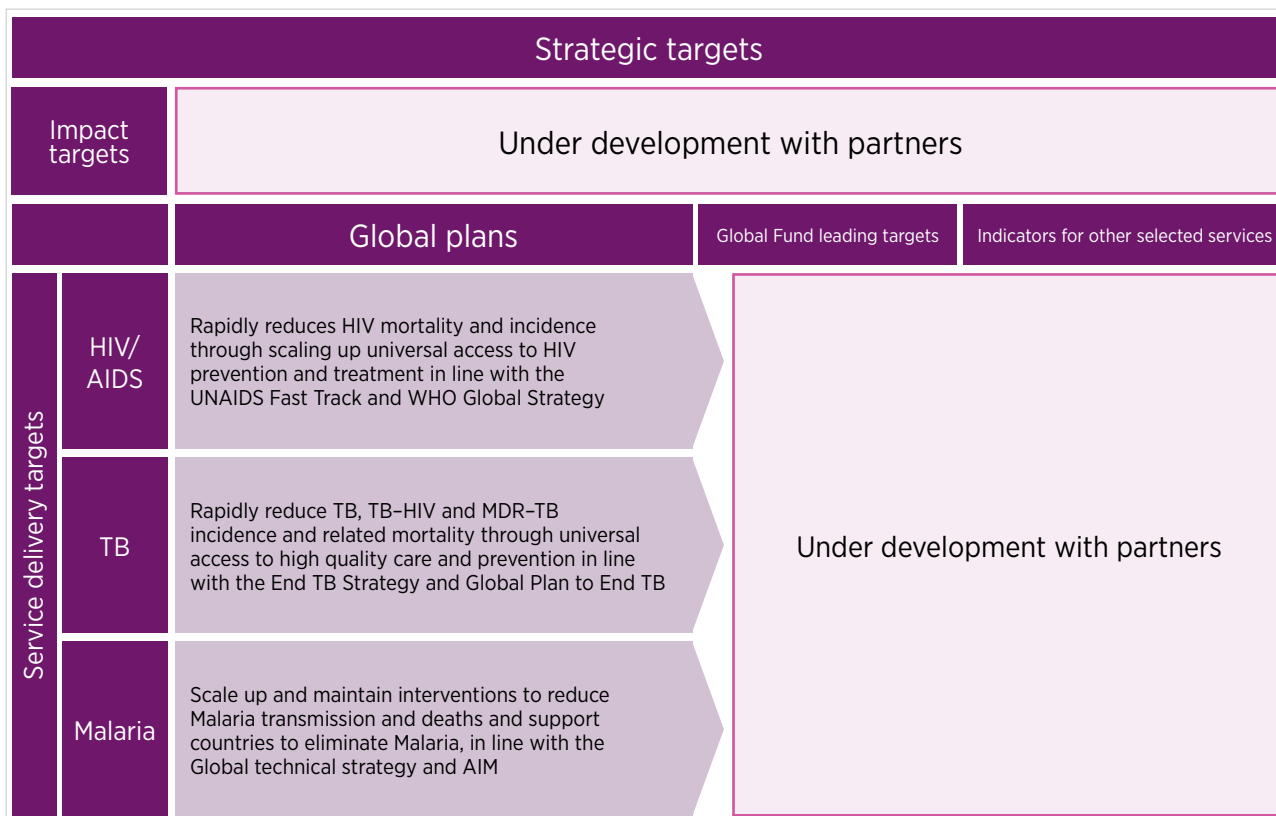 Strategic targets
Impact
targets
Under development with partners
Global plans
Global Fund leading targets
Indicators for other selected services
Service delivery targets
HIV/
AIDS
Rapidly reduces HIV mortality and incidence
through scaling up universal access to HIV
prevention and treatment in line with the
UNAIDS Fast Track and WHO Global Strategy
TB
Rapidly reduce TB, TB–HIV and MDR–TB
incidence and related mortality through universal
access to high quality care and prevention in line
with the End TB Strategy and Global Plan to End TB
Malaria
Scale up and maintain interventions to reduce
Malaria transmission and deaths and support
countries to eliminate Malaria, in line with the
Global technical strategy and AIM
Under development with partners